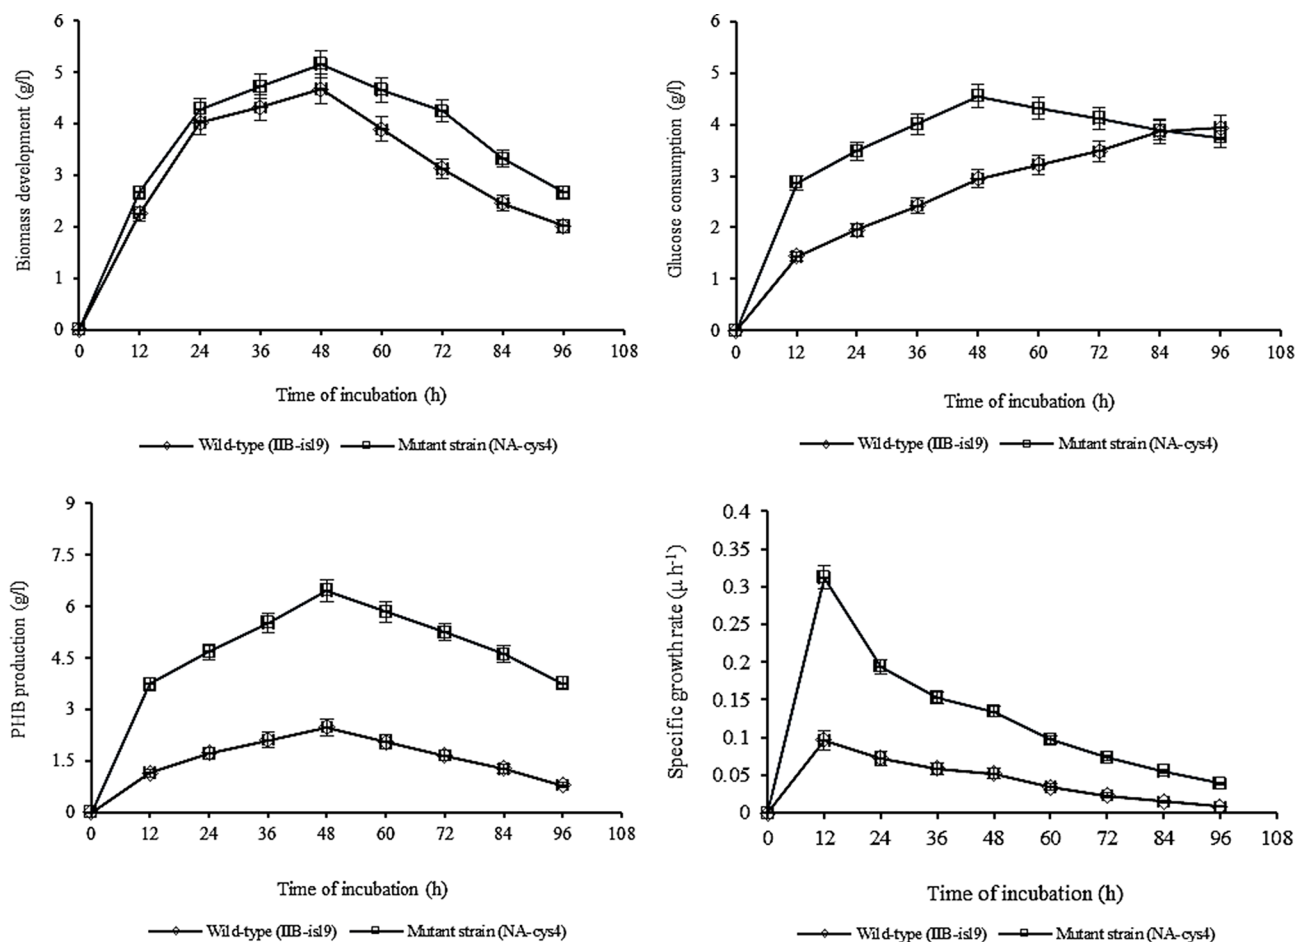 Biomass development (g/l)
6
5
4
3
2
1
0
0 12 24 36 48 60 72 84 96 108
Time of incubation (h)
Wild-type (IIB-isl9) Mutant strain (NA-cys4)
Glucose consumption (g/l)
6
5
4
3
2
1
0
0 12 24 36 48 60 72 84 96 108
Time of incubation (h)
Wild-type (IIB-isl9) Mutant strain (NA-cys4)
PHB production (g/l)
9
7.5
6
4.5
3
1.5
0
0 12 24 36 48 60 72 84 96 108
Time of incubation (h)
Wild-type (IIB-isl9) Mutant strain (NA-cys4)
Specific growth rate (μ h-1)
0.4
0.35
0.3
0.25
0.2
0.15
0.1
0.05
0
0 12 24 36 48 60 72 84 96 108
Time of incubation (h)
Wild-type (IIB-isl9) Mutant strain (NA-cys4)